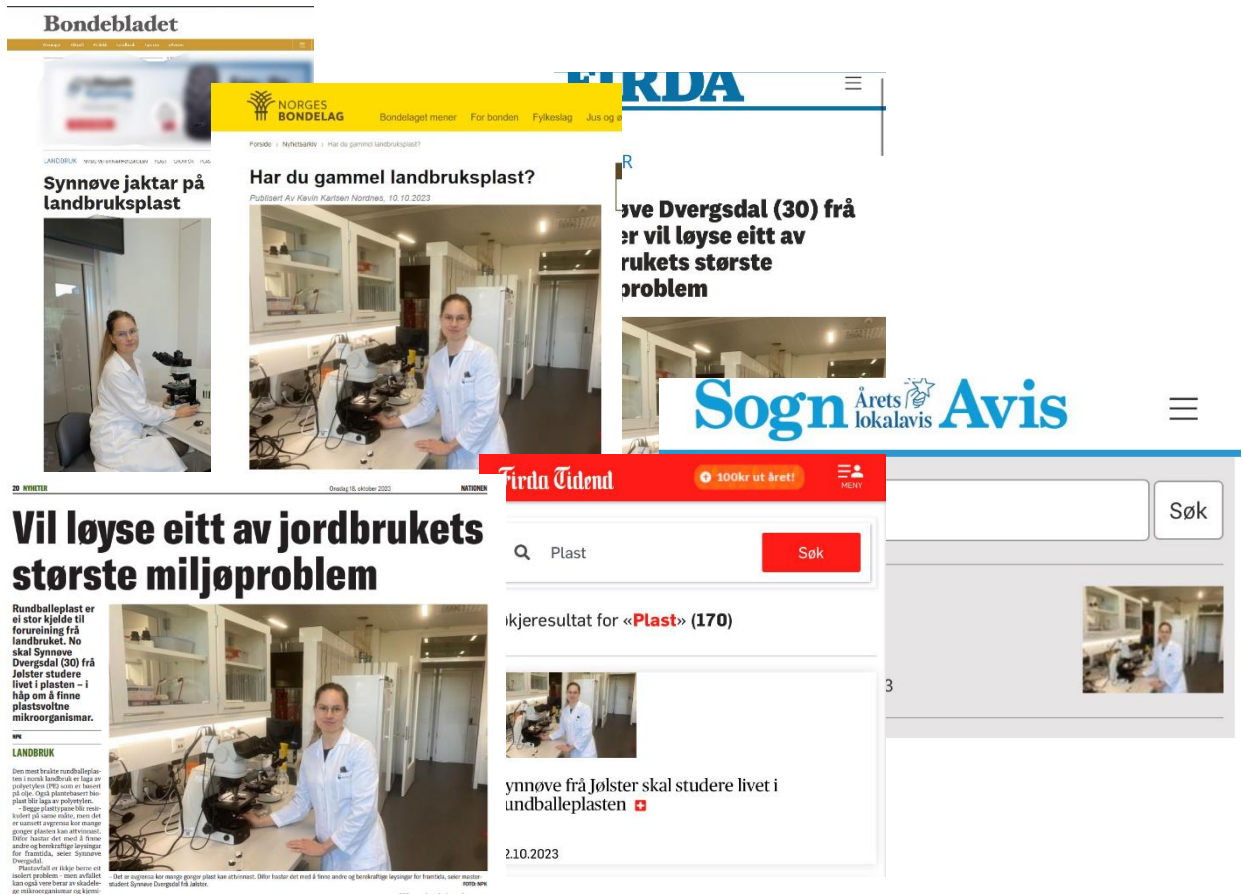 Bondebladet
LANDBRUK
Synnøve jaktar på
landbruksplast
NORGES
BONDELAG
Bondelaget mener For bonden Fylkeslag Jus og ø
Forside › Nyhetsarkiv › Har du gammel landbruksplast?
Har du gammel landbruksplast?
Publisert Av Kevin Karlsen Nordnes, 10.10.2023
FIRDA
R
øve Dvergsdal (30) frå
er vil løyse eitt av
rukets største
problem
Sogn Årets lokalavis Avis
Søk
3
Firda Tidend
100kr ut året!
MENY
Plast
Søk
økjeresultat for «Plast» (170)
ynnøve frå Jølster skal studere livet i
undballeplasten
2.10.2023
20 NYHETER Onsdag 18. oktober 2023 NATIONEN
Vil løyse eitt av jordbrukets
største miljøproblem
Rundballeplast er
ei stor kjelde til
forureining frå
landbruket. No
skal Synnøve
Dvergsdal (30) frå
Jølster studere
livet i plasten – i
håp om å finne
plastsvoltne
mikroorganismar.
NPK
LANDBRUK
Den mest brukte rundballeplas-
ten i norsk landbruk er laga av
polyetylen (PE) som er basert
på olje. Også plantebasert bio-
plast blir laga av polyetylen.
– Begge plasttypane blir resir-
kulert på same måte, men det
er uansett avgrensa kor mange
gonger plasten kan attvinnast.
Difor hastar det med å finne
andre og berekraftige løysingar
for framtida, seier Synnøve
Dvergsdal.
Plastavfall er ikkje berre eit
isolert problem – men avfallet
kan også vere berar av skadele-
ge mikroorganismar og kjemi-
– Det er avgrensa kor mange gonger plast kan attvinnast. Difor hastar det med å finne andre og berekraftige løysingar for framtida, seier master-
student Synnøve Dvergsdal frå Jølster. FOTO: NPK